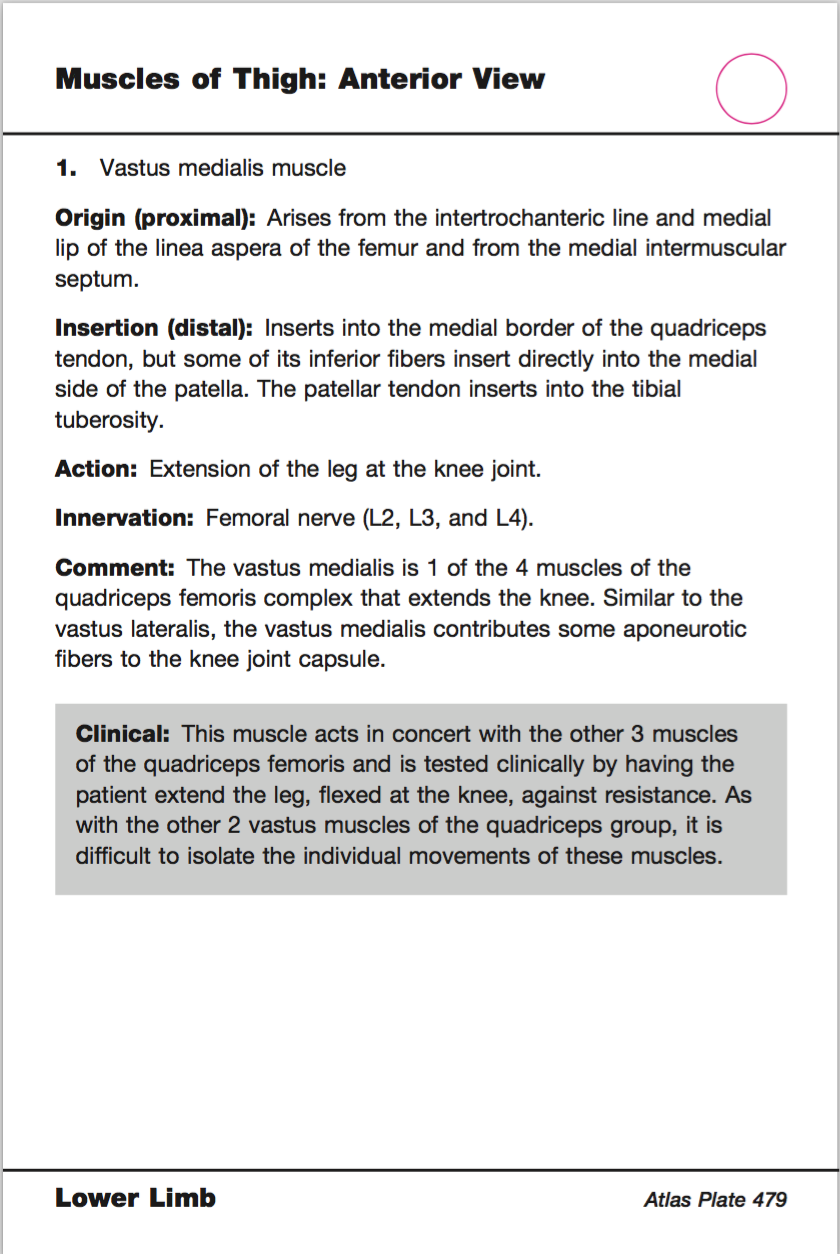 Muscles of Thigh: Anterior View
1. Vastus medialis muscle
Origin (proximal): Arises from the intertrochanteric line and medial
lip of the linea aspera of the femur and from the medial intermuscular
septum.
Insertion (distal): Inserts into the medial border of the quadriceps
tendon, but some of its inferior fibers insert directly into the medial
side of the patella. The patellar tendon inserts into the tibial
tuberosity.
Action: Extension of the leg at the knee joint.
Innervation: Femoral nerve (L2, L3, and L4).
Comment: The vastus medialis is 1 of the 4 muscles of the
quadriceps femoris complex that extends the knee. Similar to the
vastus lateralis, the vastus medialis contributes some aponeurotic
fibers to the knee joint capsule.
Clinical: This muscle acts in concert with the other 3 muscles
of the quadriceps femoris and is tested clinically by having the
patient extend the leg, flexed at the knee, against resistance. As
with the other 2 vastus muscles of the quadriceps group, it is
difficult to isolate the individual movements of these muscles.
Lower Limb
Atlas Plate 479